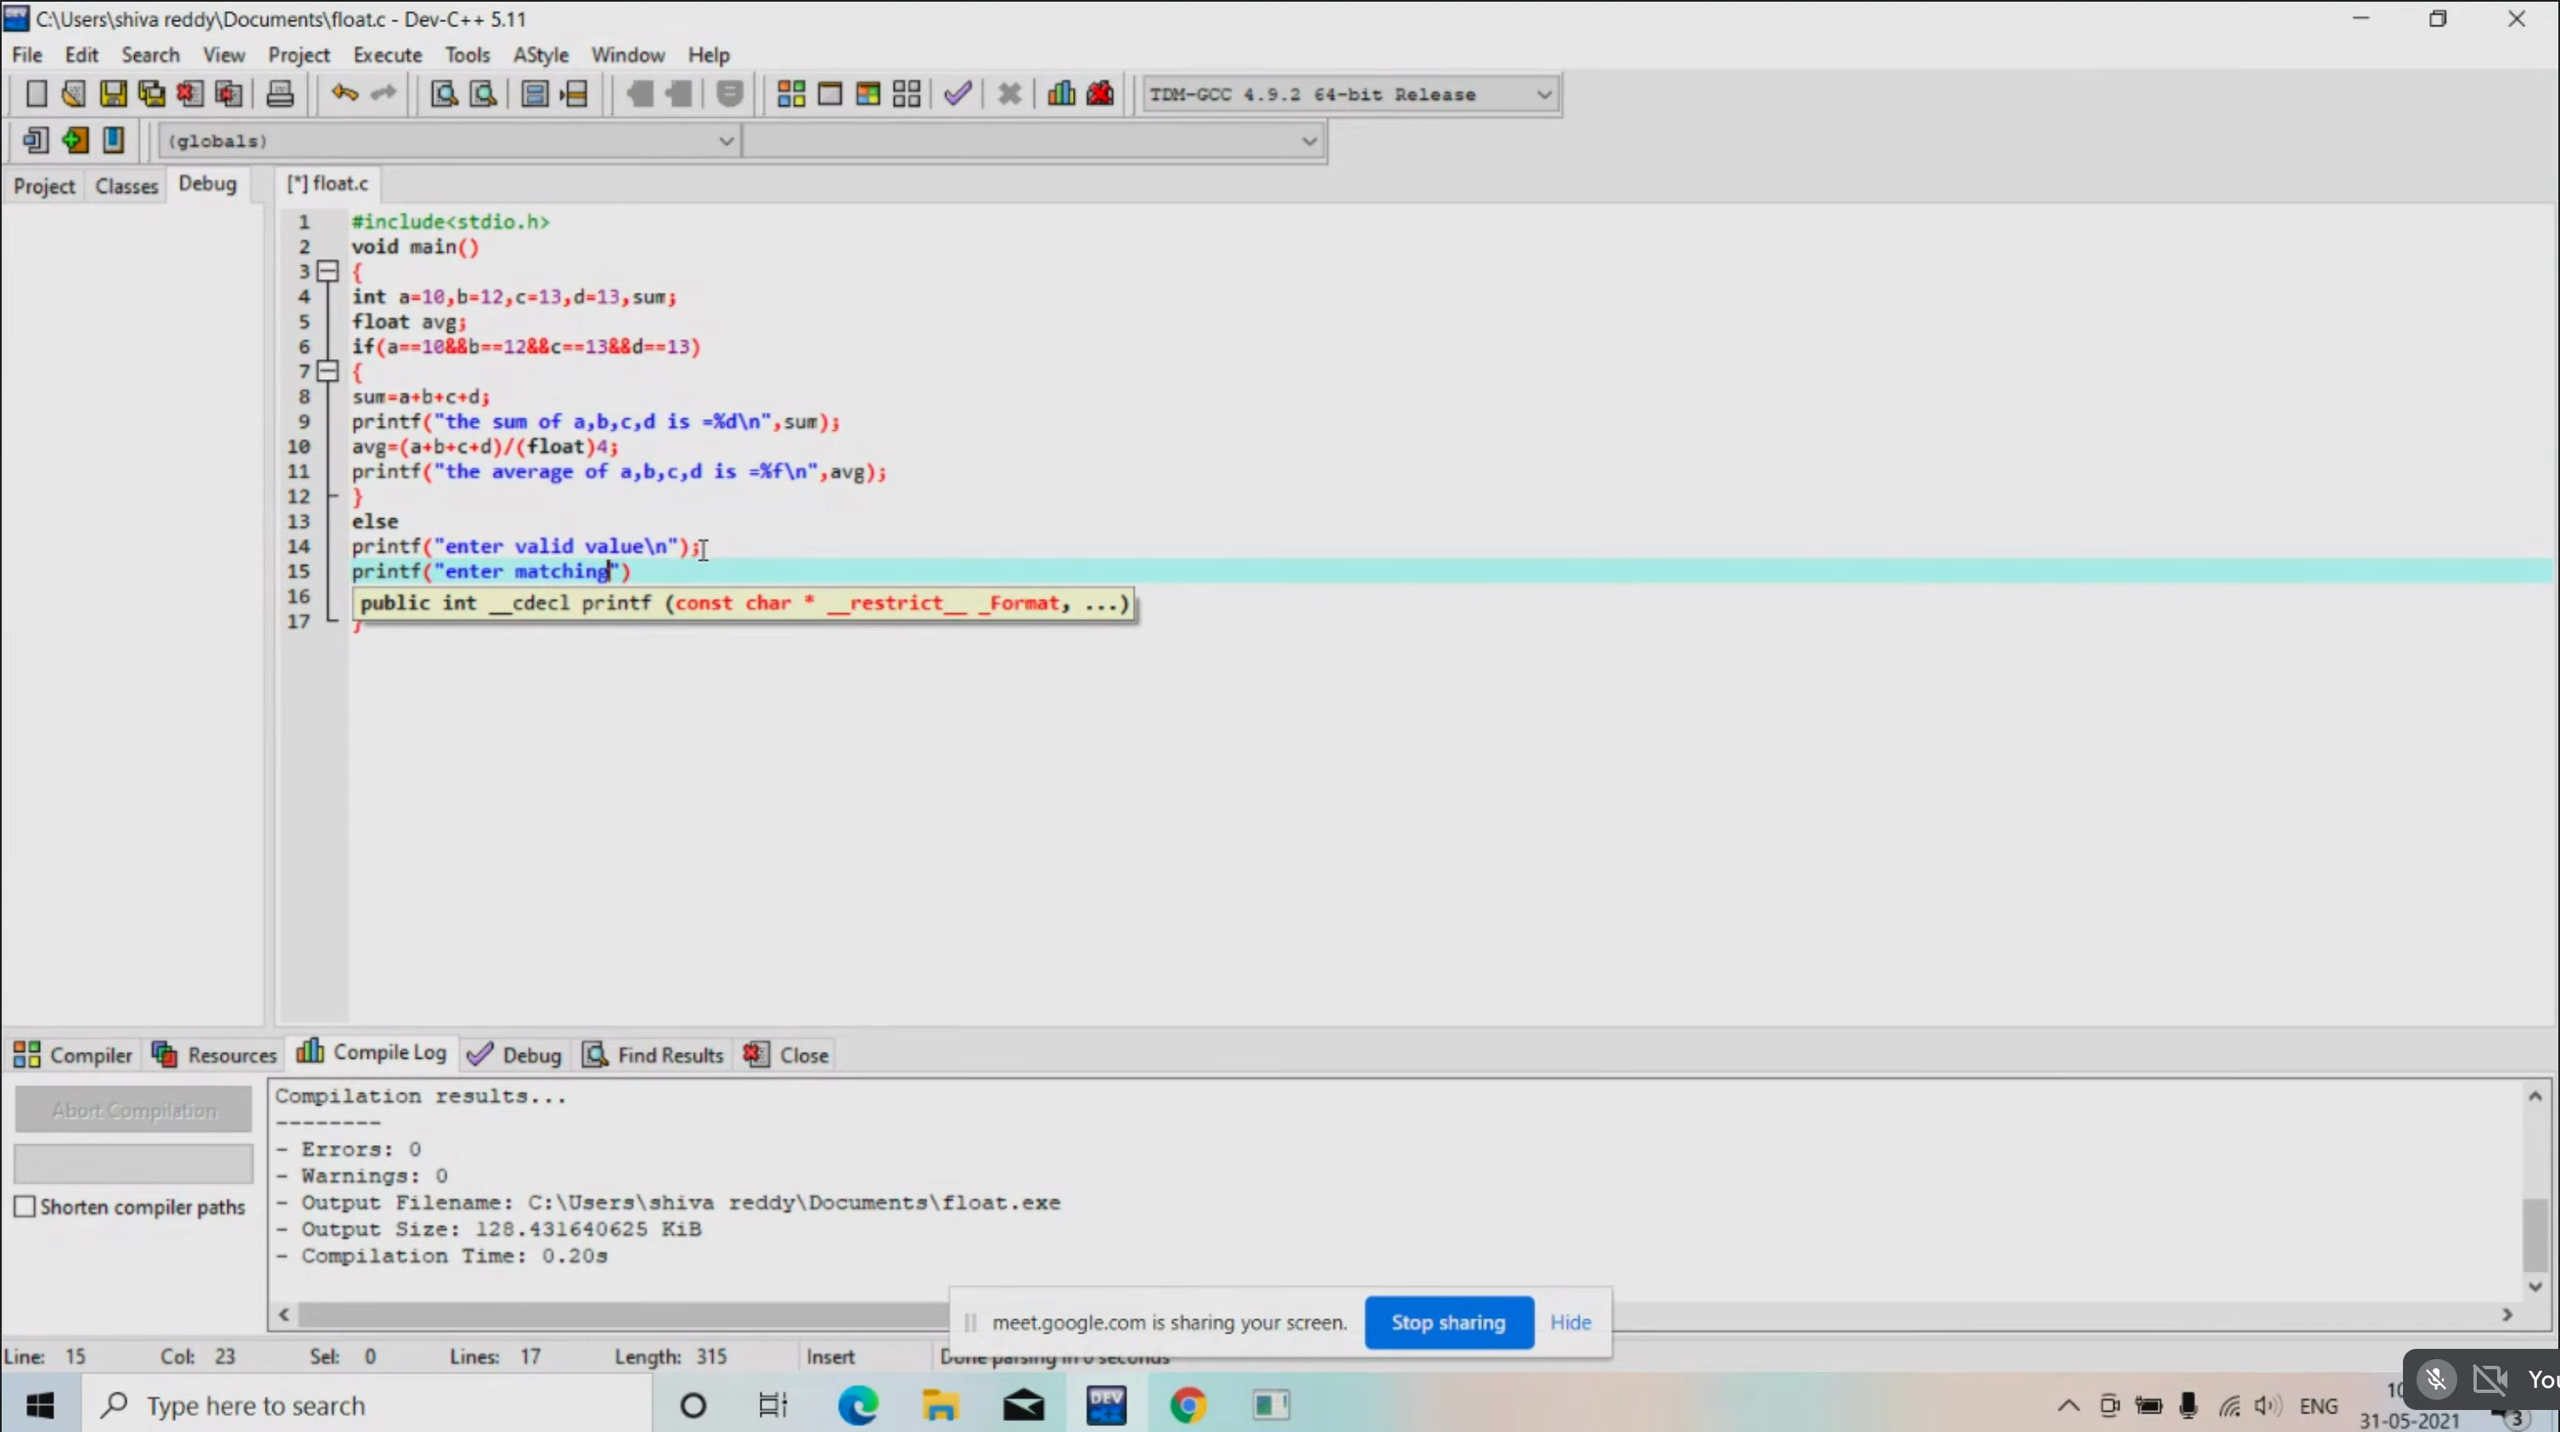 C:\Users\shiva reddy\Documents\float.c - Dev-C++ 5.11
File Edit Search View Project Execute Tools AStyle Window Help
TDM-GCC 4.9.2 64-bit Release
(globals)
Project Classes Debug
[*] float.c
1 #include<stdio.h>
2 void main()
3 {
4 int a=10,b=12,c=13,d=13,sum;
5 float avg;
6 if(a==10&&b==12&&c==13&&d==13)
7 {
8 sum=a+b+c+d;
9 printf("the sum of a,b,c,d is =%d\n",sum);
10 avg=(a+b+c+d)/(float)4;
11 printf("the average of a,b,c,d is =%f\n",avg);
12 }
13 else
14 printf("enter valid value\n");
15 printf("enter matching")
16 public int __cdecl printf (const char * __restrict__ _Format, ...)
17 }
Compiler Resources Compile Log Debug Find Results Close
Abort Compilation
Shorten compiler paths
Compilation results...
--------
- Errors: 0
- Warnings: 0
- Output Filename: C:\Users\shiva reddy\Documents\float.exe
- Output Size: 128.431640625 KiB
- Compilation Time: 0.20s
meet.google.com is sharing your screen. Stop sharing Hide
Line: 15 Col: 23 Sel: 0 Lines: 17 Length: 315 Insert Done parsing in 0 seconds
Type here to search
DEV C++
ENG
31-05-2021
3